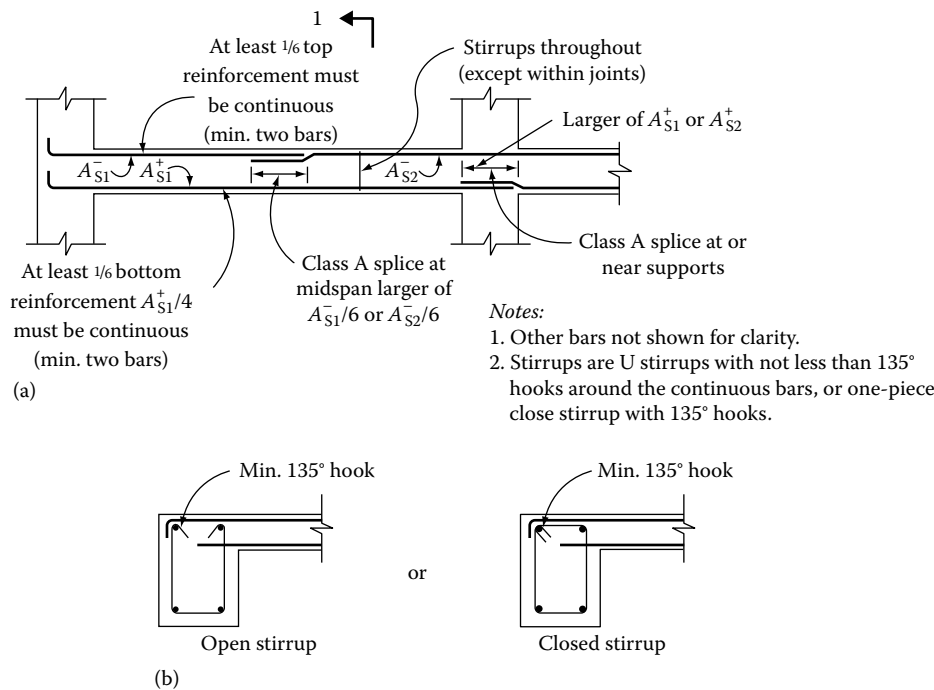 1
At least 1/6 top
reinforcement must
be continuous
(min. two bars)
Stirrups throughout
(except within joints)
Larger of A⁺S1 or A⁺S2
A⁻S1
A⁺S1
A⁻S2
At least 1/6 bottom
reinforcement A⁺S1/4
must be continuous
(min. two bars)
Class A splice at
midspan larger of
A⁻S1/6 or A⁻S2/6
Class A splice at or
near supports
Notes:
1. Other bars not shown for clarity.
2. Stirrups are U stirrups with not less than 135°
hooks around the continuous bars, or one-piece
close stirrup with 135° hooks.
(a)
Min. 135° hook
Open stirrup
or
Min. 135° hook
Closed stirrup
(b)